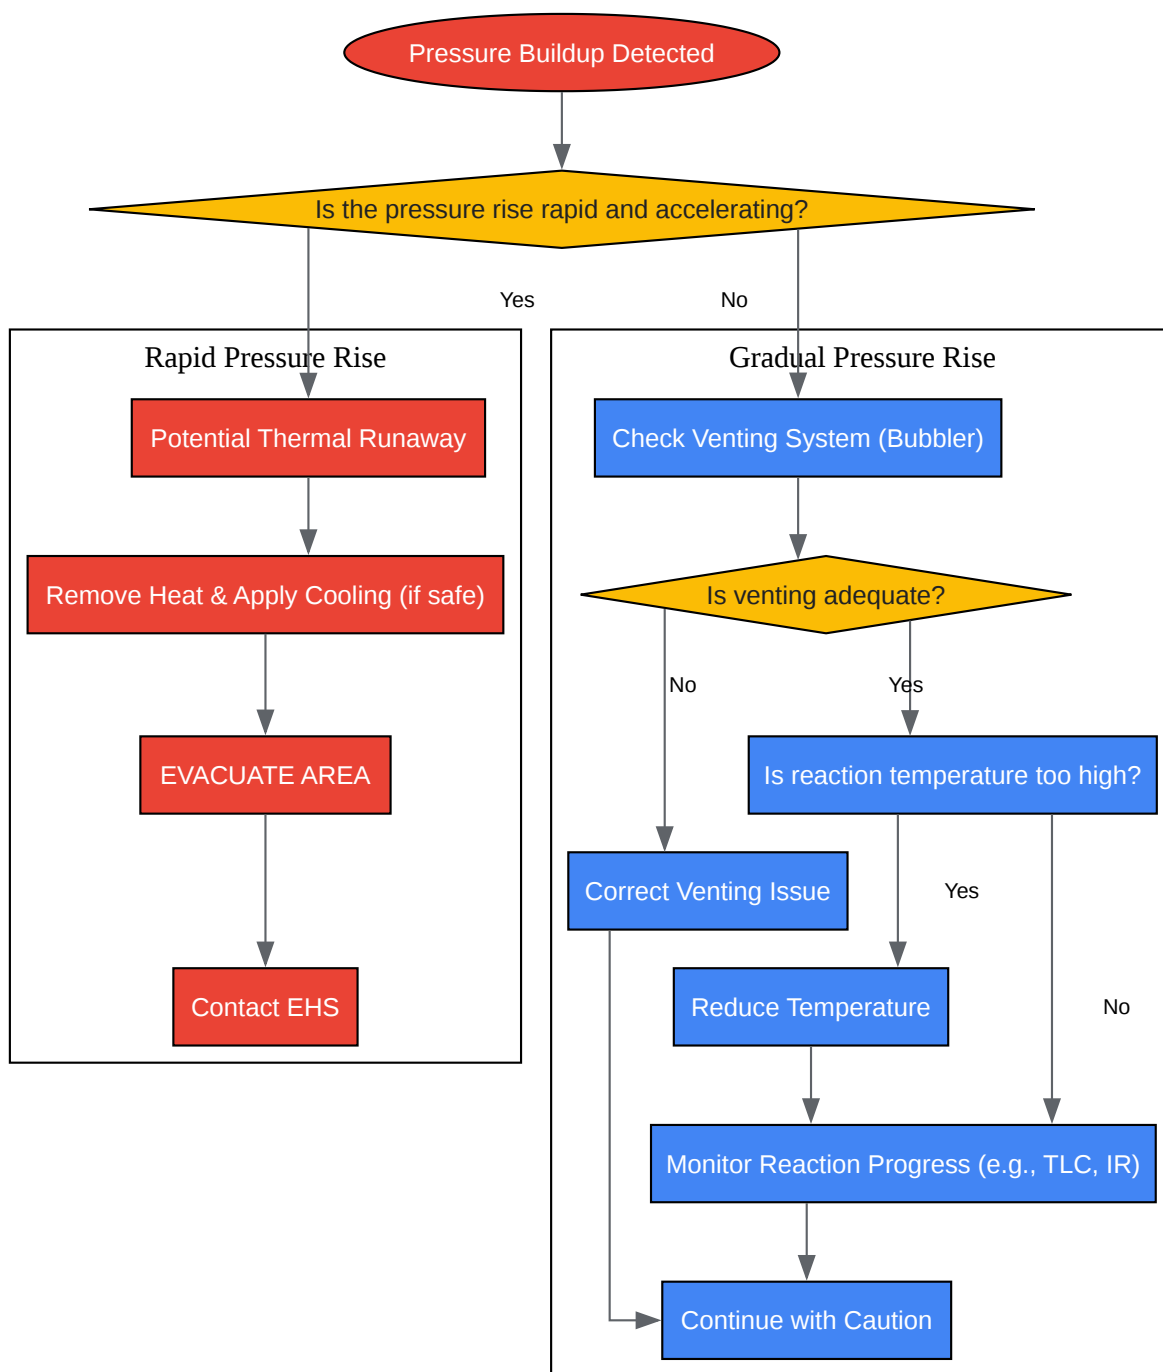 Pressure Buildup Detected
Is the pressure rise rapid and accelerating?
Yes
No
Rapid Pressure Rise
Potential Thermal Runaway
Remove Heat & Apply Cooling (if safe)
EVACUATE AREA
Contact EHS
Gradual Pressure Rise
Check Venting System (Bubbler)
Is venting adequate?
No
Yes
Is reaction temperature too high?
Correct Venting Issue
Yes
Reduce Temperature
No
Monitor Reaction Progress (e.g., TLC, IR)
Continue with Caution